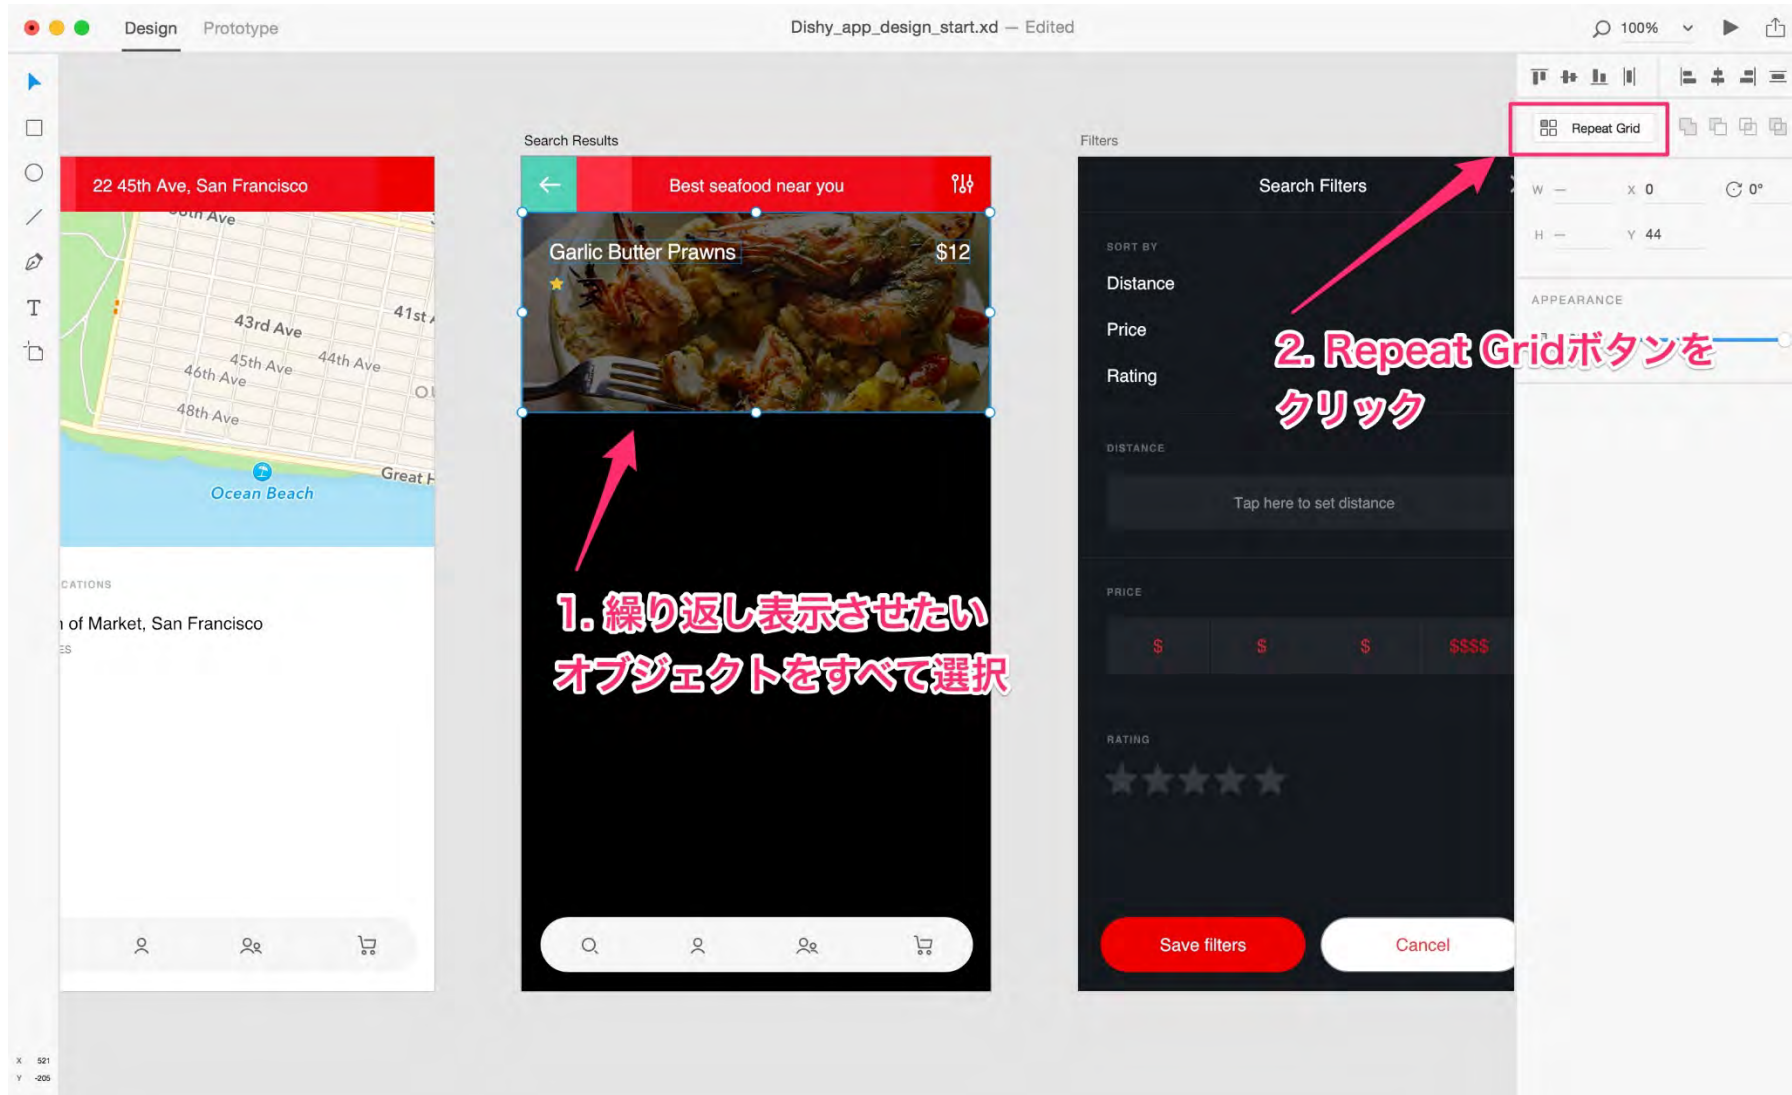 Design Prototype
Dishy_app_design_start.xd — Edited
100%
Repeat Grid
W — X 0 0°
H — Y 44
APPEARANCE
22 45th Ave, San Francisco
43rd Ave
41st
45th Ave
44th Ave
46th Ave
48th Ave
Great H
Ocean Beach
CATIONS
of Market, San Francisco
ES
Search Results
Best seafood near you
Garlic Butter Prawns $12
1. 繰り返し表示させたい
オブジェクトをすべて選択
Filters
Search Filters
SORT BY
Distance
Price
Rating
2. Repeat Gridボタンを
クリック
DISTANCE
Tap here to set distance
PRICE
$ $ $ $$$$
RATING
Save filters Cancel
X 521
Y -205